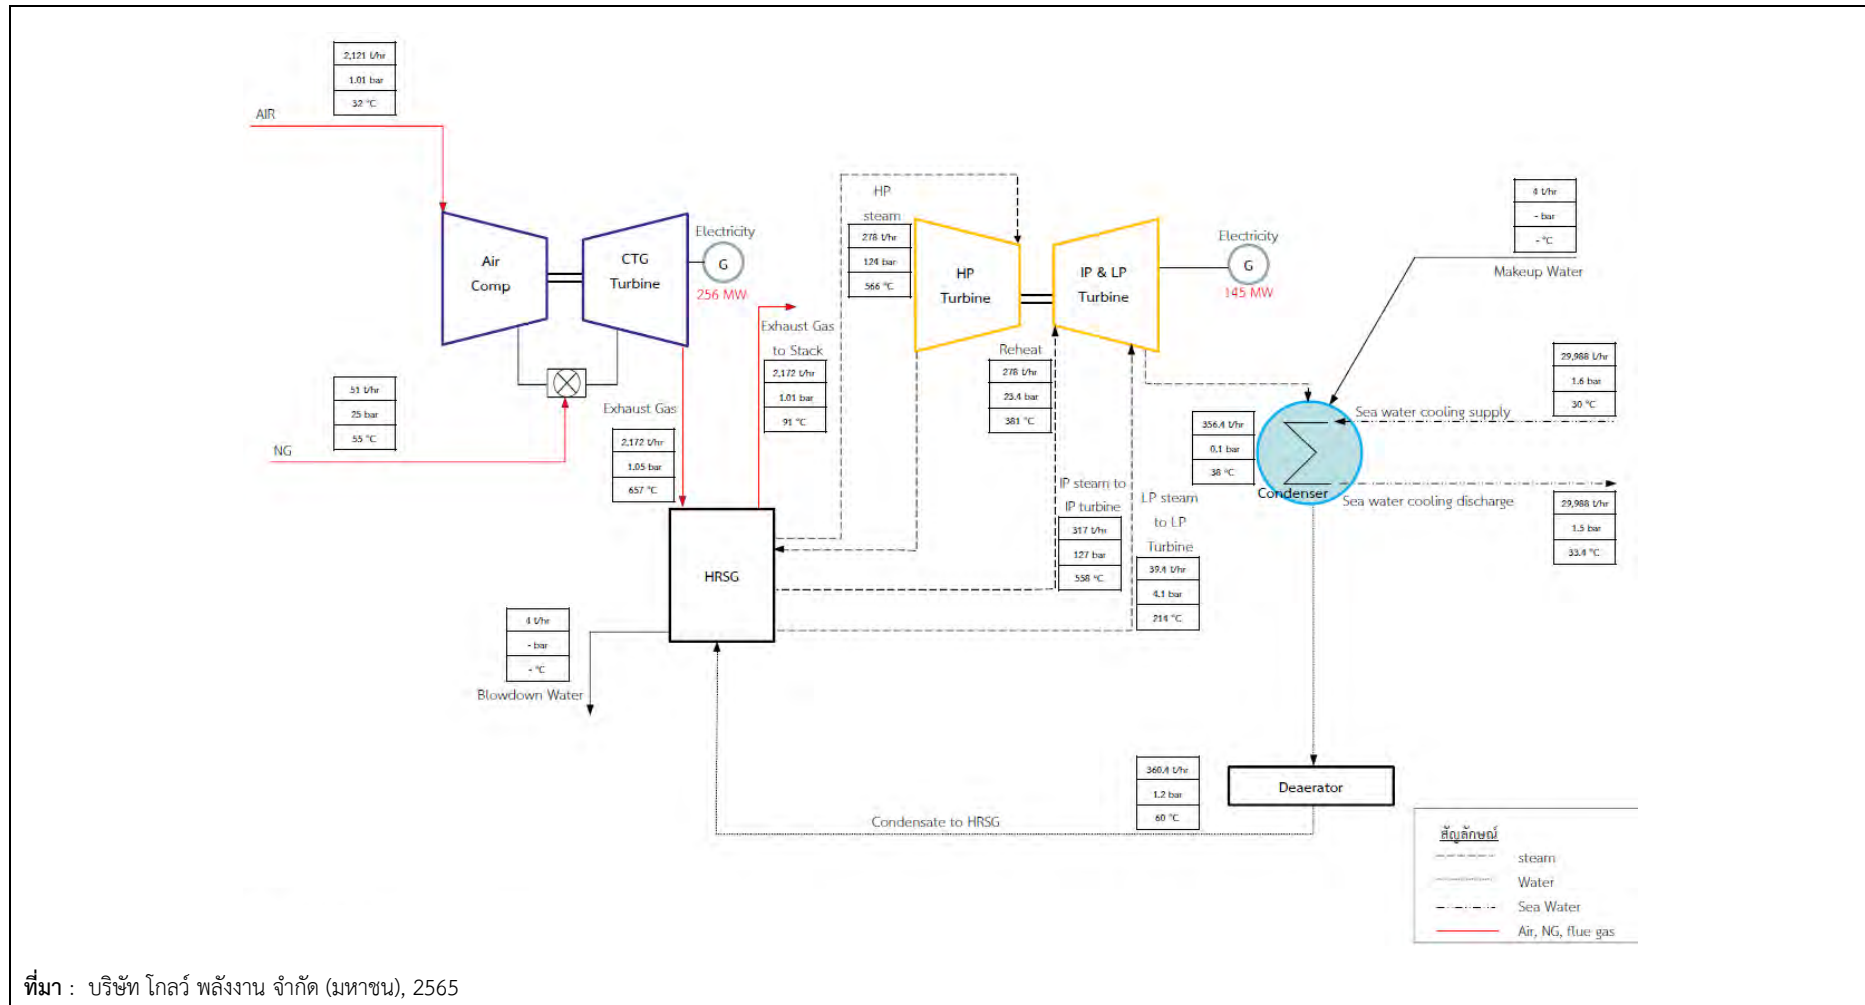 2,121 t/hr
1.01 bar
32 °C
AIR
Air
Comp
CTG
Turbine
Electricity
G
256 MW
51 t/hr
25 bar
55 °C
NG
Exhaust Gas
2,172 t/hr
1.05 bar
657 °C
Exhaust Gas
to Stack
2,172 t/hr
1.01 bar
91 °C
HP
steam
278 t/hr
124 bar
566 °C
HP
Turbine
IP & LP
Turbine
Electricity
G
145 MW
Reheat
278 t/hr
23.4 bar
381 °C
4 t/hr
- bar
- °C
Makeup Water
29,988 t/hr
1.6 bar
30 °C
Sea water cooling supply
356.4 t/hr
0.1 bar
38 °C
Condenser
Sea water cooling discharge
29,988 t/hr
1.5 bar
33.4 °C
IP steam to
IP turbine
317 t/hr
127 bar
558 °C
LP steam
to LP
Turbine
39.4 t/hr
4.1 bar
214 °C
HRSG
4 t/hr
- bar
- °C
Blowdown Water
360.4 t/hr
1.2 bar
60 °C
Deaerator
Condensate to HRSG
สัญลักษณ์
steam
Water
Sea Water
Air, NG, flue gas
ที่มา : บริษัท โกลว์ พลังงาน จำกัด (มหาชน), 2565